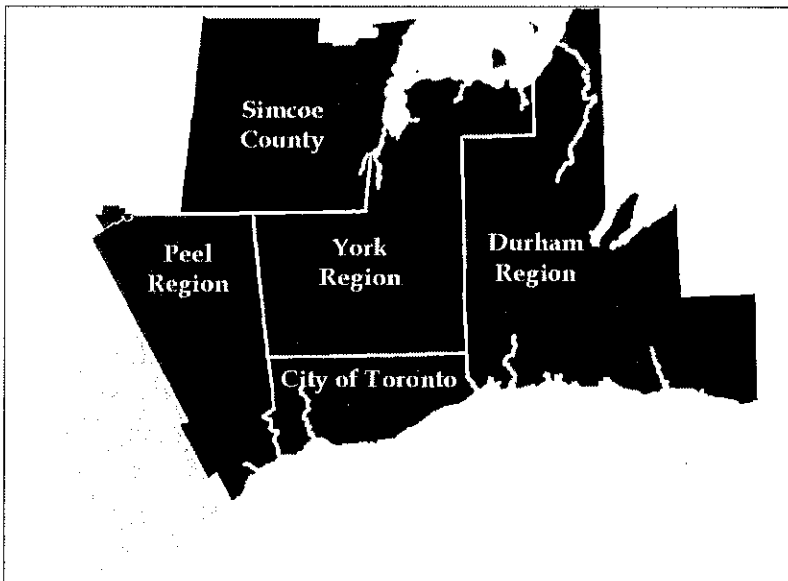 Simcoe
County
Peel
Region
York
Region
Durham
Region
City of Toronto